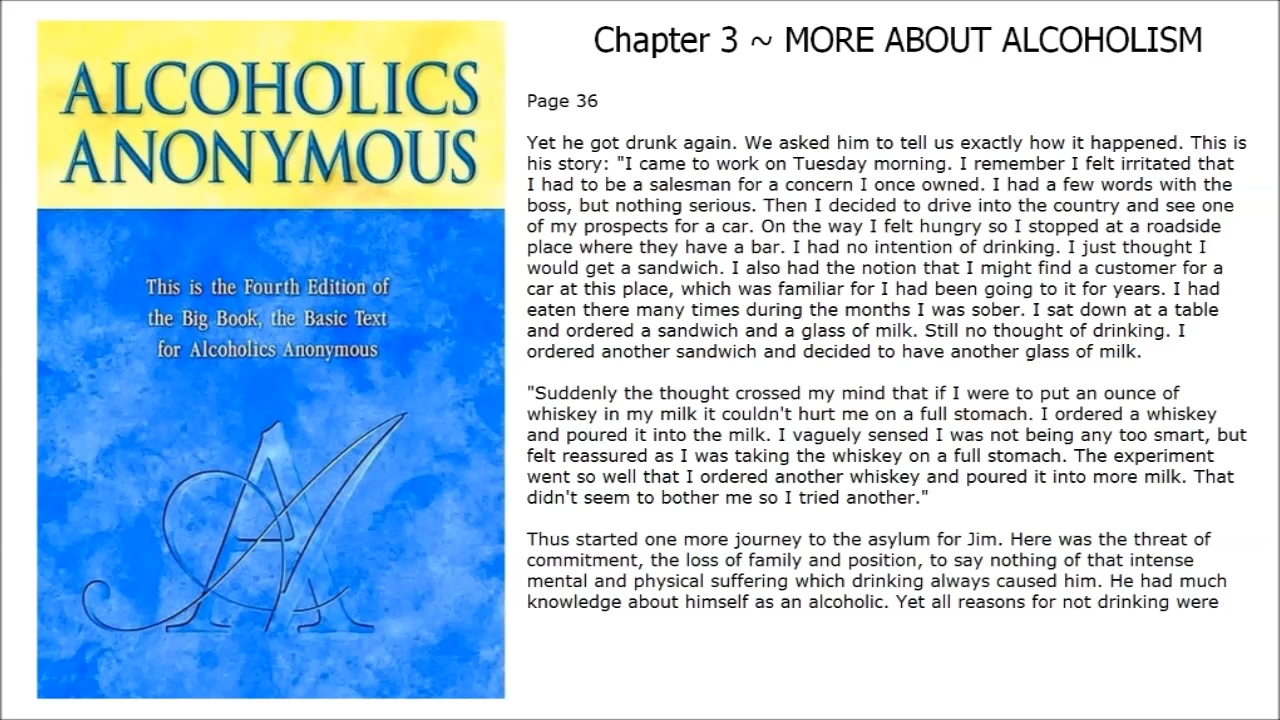 ALCOHOLICS
ANONYMOUS
This is the Fourth Edition of
the Big Book, the Basic Text
for Alcoholics Anonymous
Chapter 3 ~ MORE ABOUT ALCOHOLISM
Page 36
Yet he got drunk again. We asked him to tell us exactly how it happened. This is
his story: "I came to work on Tuesday morning. I remember I felt irritated that
I had to be a salesman for a concern I once owned. I had a few words with the
boss, but nothing serious. Then I decided to drive into the country and see one
of my prospects for a car. On the way I felt hungry so I stopped at a roadside
place where they have a bar. I had no intention of drinking. I just thought I
would get a sandwich. I also had the notion that I might find a customer for a
car at this place, which was familiar for I had been going to it for years. I had
eaten there many times during the months I was sober. I sat down at a table
and ordered a sandwich and a glass of milk. Still no thought of drinking. I
ordered another sandwich and decided to have another glass of milk.
"Suddenly the thought crossed my mind that if I were to put an ounce of
whiskey in my milk it couldn't hurt me on a full stomach. I ordered a whiskey
and poured it into the milk. I vaguely sensed I was not being any too smart, but
felt reassured as I was taking the whiskey on a full stomach. The experiment
went so well that I ordered another whiskey and poured it into more milk. That
didn't seem to bother me so I tried another."
Thus started one more journey to the asylum for Jim. Here was the threat of
commitment, the loss of family and position, to say nothing of that intense
mental and physical suffering which drinking always caused him. He had much
knowledge about himself as an alcoholic. Yet all reasons for not drinking were